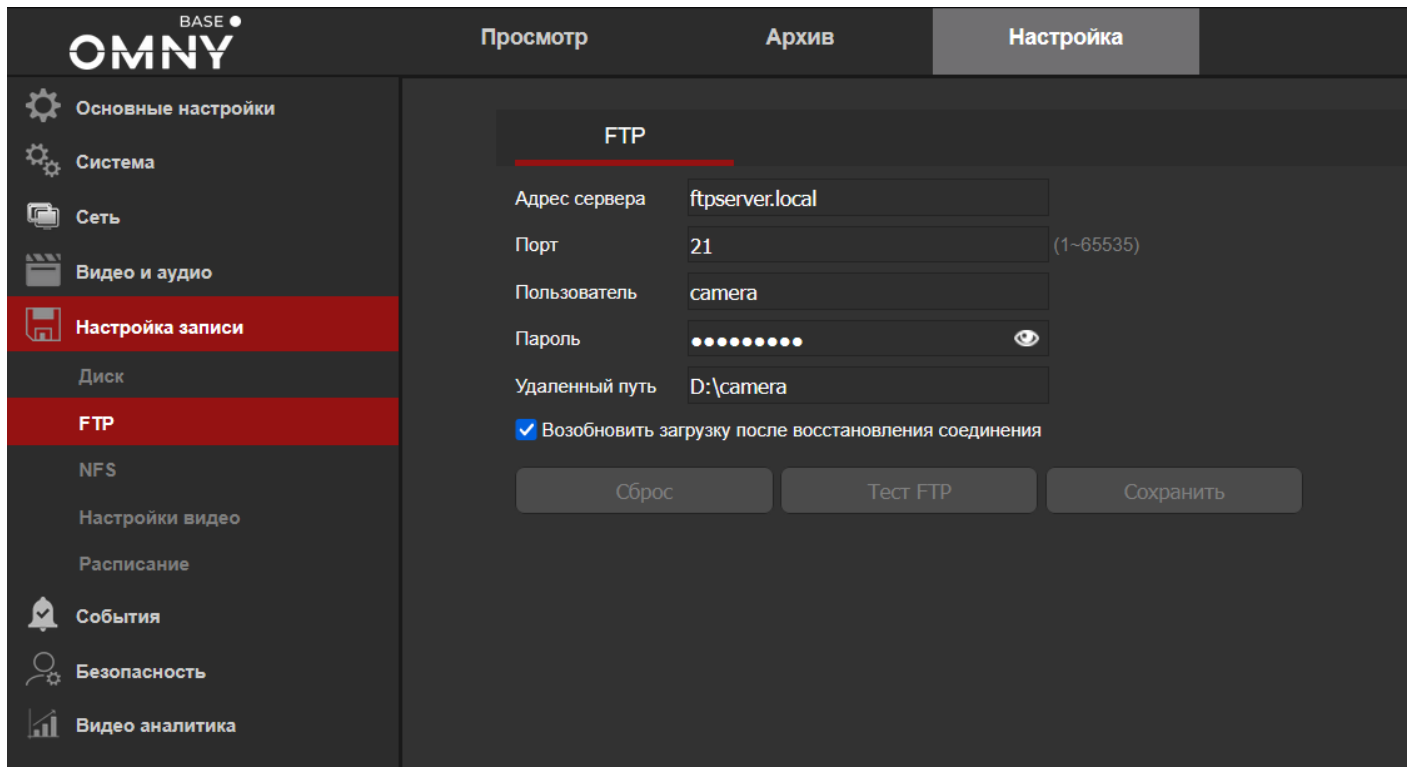 BASE
OMNY
Просмотр
Архив
Настройка
Основные настройки
Система
Сеть
Видео и аудио
Настройка записи
Диск
FTP
NFS
Настройки видео
Расписание
События
Безопасность
Видео аналитика
FTP
Адрес сервера ftpserver.local
Порт 21 (1~65535)
Пользователь camera
Пароль ●●●●●●●●●
Удаленный путь D:\camera
Возобновить загрузку после восстановления соединения
Сброс Тест FTP Сохранить